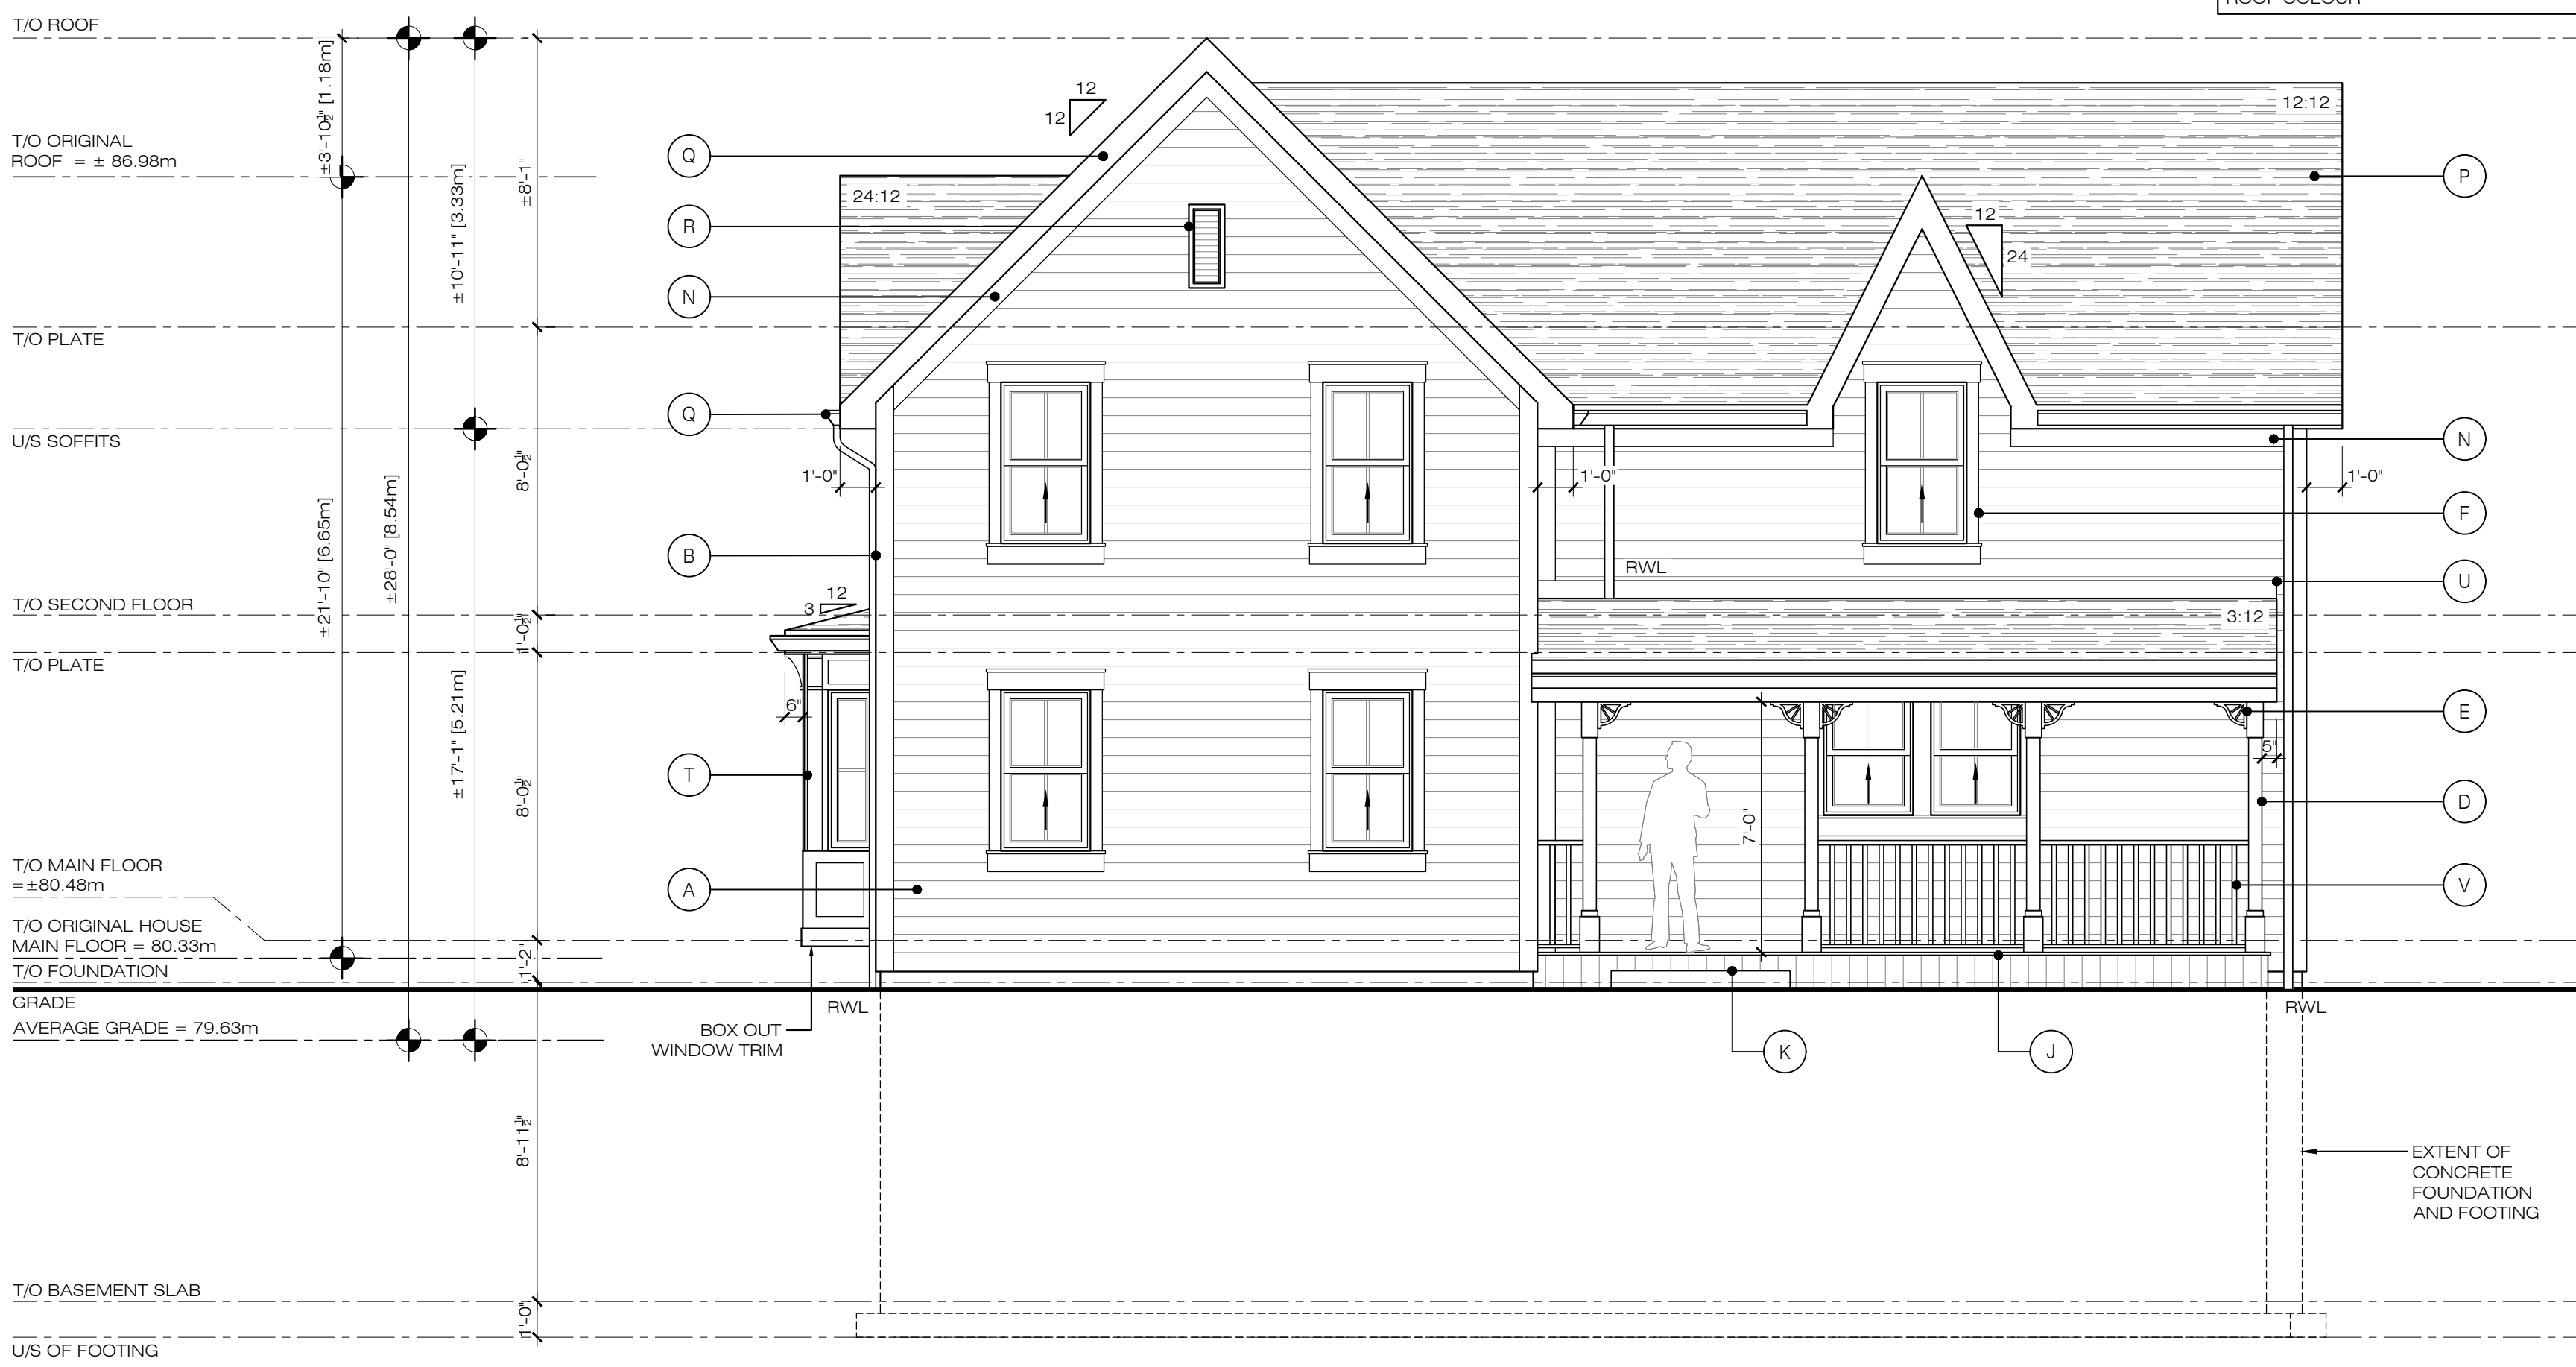 ROOF COLOUR
T/O ROOF
T/O ORIGINAL
ROOF = ± 86.98m
T/O PLATE
U/S SOFFITS
T/O SECOND FLOOR
T/O PLATE
T/O MAIN FLOOR
=±80.48m
T/O ORIGINAL HOUSE
MAIN FLOOR = 80.33m
T/O FOUNDATION
GRADE
AVERAGE GRADE = 79.63m
T/O BASEMENT SLAB
U/S OF FOOTING
±3'-10½" [1.18m]
±21'-10" [6.65m]
±28'-0" [8.54m]
±10'-11" [3.33m]
±17'-1" [5.21m]
±8'-1"
8'-0½"
1'-0½"
8'-0½"
1'-2"
8'-11½"
1'-0"
Q
R
N
Q
B
T
A
12
12
24:12
12:12
12
24
1'-0"
1'-0"
1'-0"
RWL
12
3
3:12
6"
5"
7'-0"
P
N
F
U
E
D
V
RWL
RWL
BOX OUT
WINDOW TRIM
K
J
EXTENT OF
CONCRETE
FOUNDATION
AND FOOTING